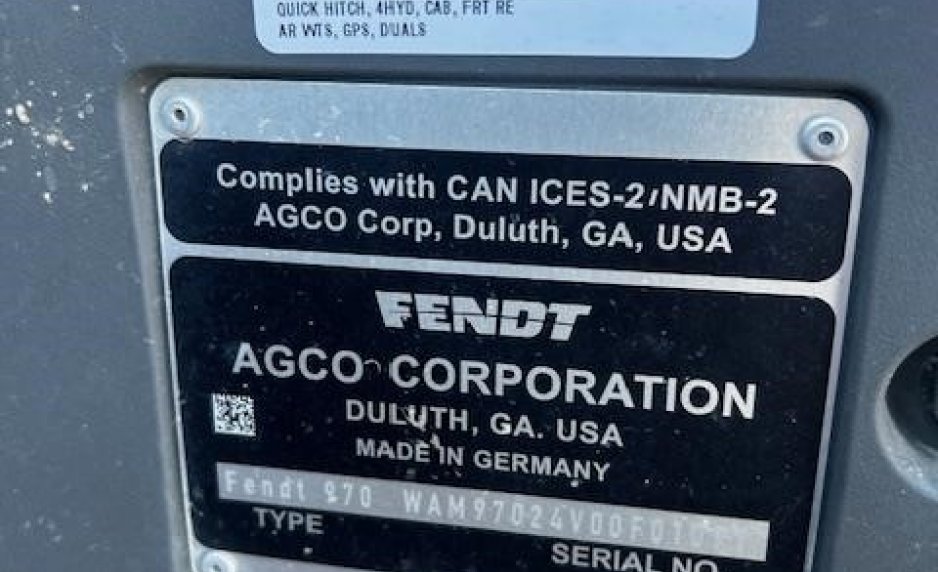 QUICK HITCH, 4HYD, CAB, FRT RE
AR WTS, GPS, DUALS
Complies with CAN ICES-2/NMB-2
AGCO Corp, Duluth, GA, USA
FENDT
AGCO CORPORATION
DULUTH, GA. USA
MADE IN GERMANY
Fendt 970
TYPE
SERIAL NO